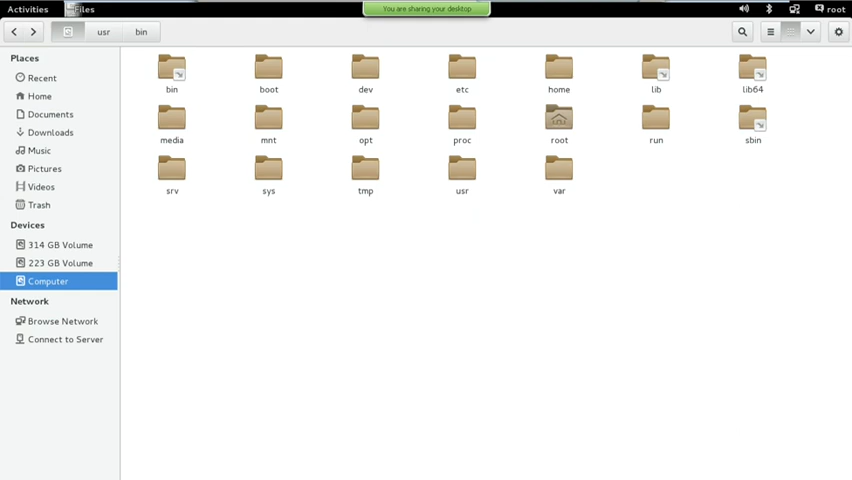 Activities Files You are sharing your desktop root
usr bin
Places
Recent
Home
Documents
Downloads
Music
Pictures
Videos
Trash
Devices
314 GB Volume
223 GB Volume
Computer
Network
Browse Network
Connect to Server
bin boot dev etc home lib lib64
media mnt opt proc root run sbin
srv sys tmp usr var